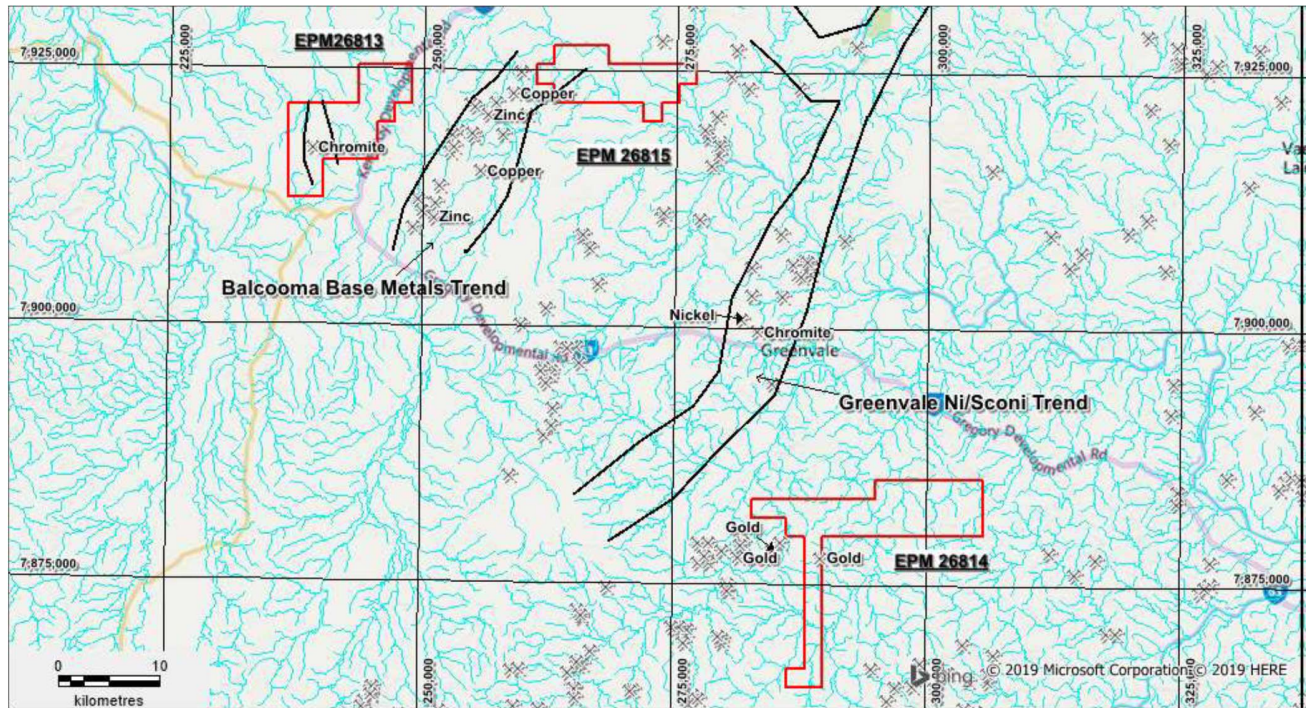 EPM26813
7,925,000
225,000
250,000
275,000
300,000
325,000
7,925,000
Copper
Zinc
Chromite
EPM 26815
Copper
Zinc
Balcooma Base Metals Trend
7,900,000
Nickel
Chromite
Greenvale
7,900,000
Greenvale Ni/Sconi Trend
Gregory Developmental Rd
Gold
Gold
Gold
EPM 26814
7,875,000
7,875,000
250,000
275,000
300,000
325,000
0 10
kilometres
bing © 2019 Microsoft Corporation © 2019 HERE